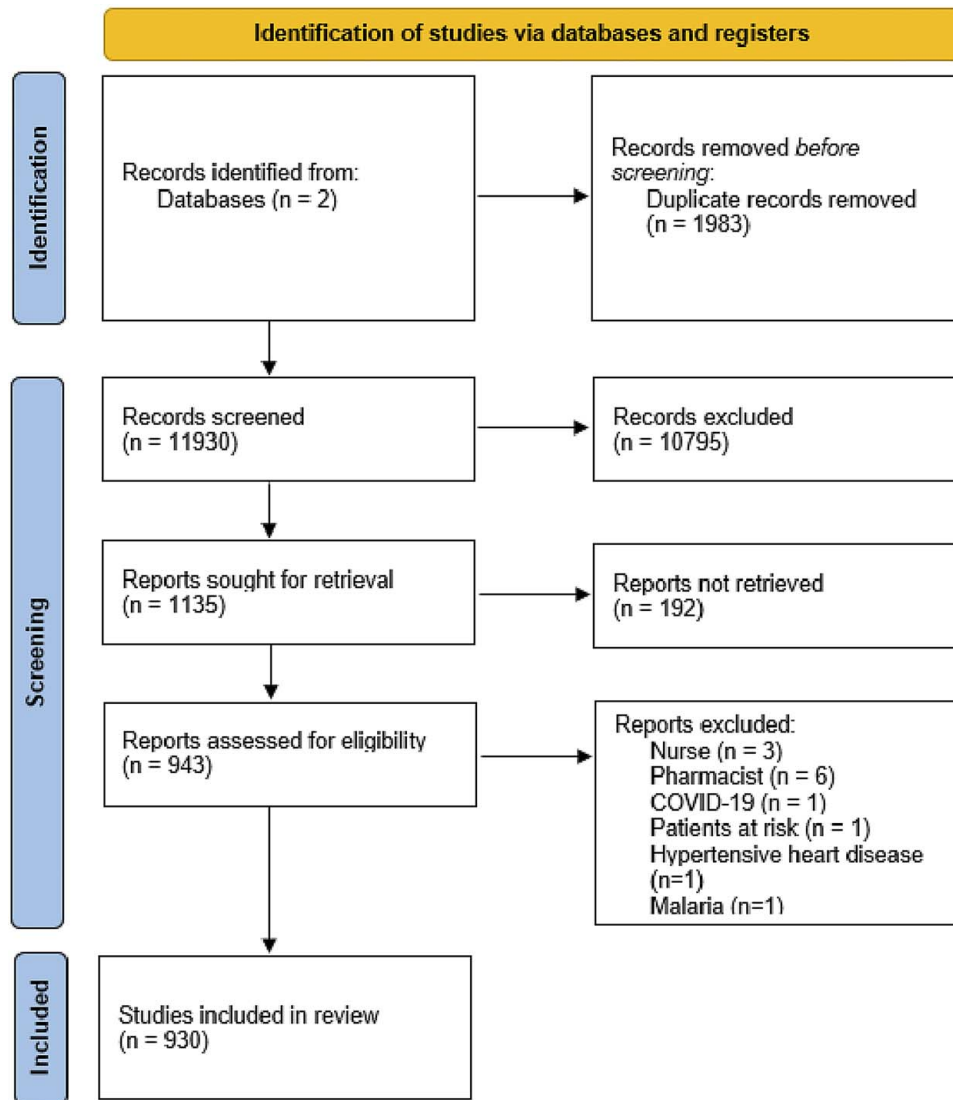 Identification of studies via databases and registers
Identification
Records identified from:
Databases (n = 2)
Records removed before
screening:
Duplicate records removed
(n = 1983)
Screening
Records screened
(n = 11930)
Records excluded
(n = 10795)
Reports sought for retrieval
(n = 1135)
Reports not retrieved
(n = 192)
Reports assessed for eligibility
(n = 943)
Reports excluded:
Nurse (n = 3)
Pharmacist (n = 6)
COVID-19 (n = 1)
Patients at risk (n = 1)
Hypertensive heart disease
(n=1)
Malaria (n=1)
Included
Studies included in review
(n = 930)